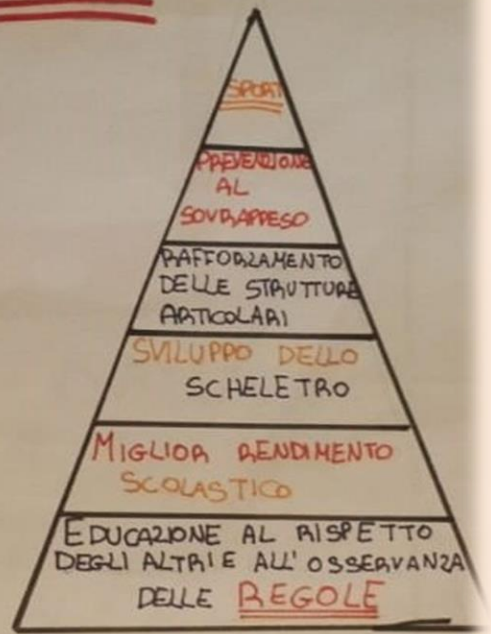 SPORT
PREVENZIONE
AL
SOVRAPPESO
RAFFORZAMENTO
DELLE STRUTTURE
ARTICOLARI
SVILUPPO DELLO
SCHELETRO
MIGLIOR RENDIMENTO
SCOLASTICO
EDUCAZIONE AL RISPETTO
DEGLI ALTRI E ALL'OSSERVANZA
DELLE REGOLE